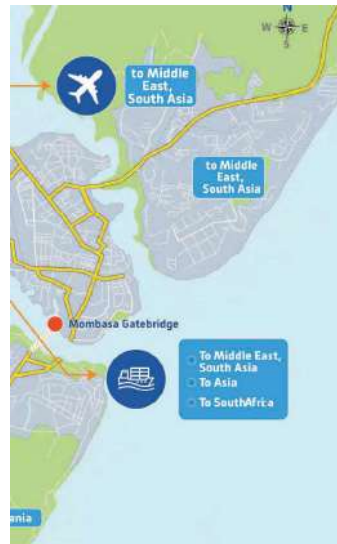 N
W
E
S
to Middle
East,
South Asia
to Middle
East,
South Asia
Mombasa Gatebridge
To Middle East,
South Asia
To Asia
To SouthAfrica
ania